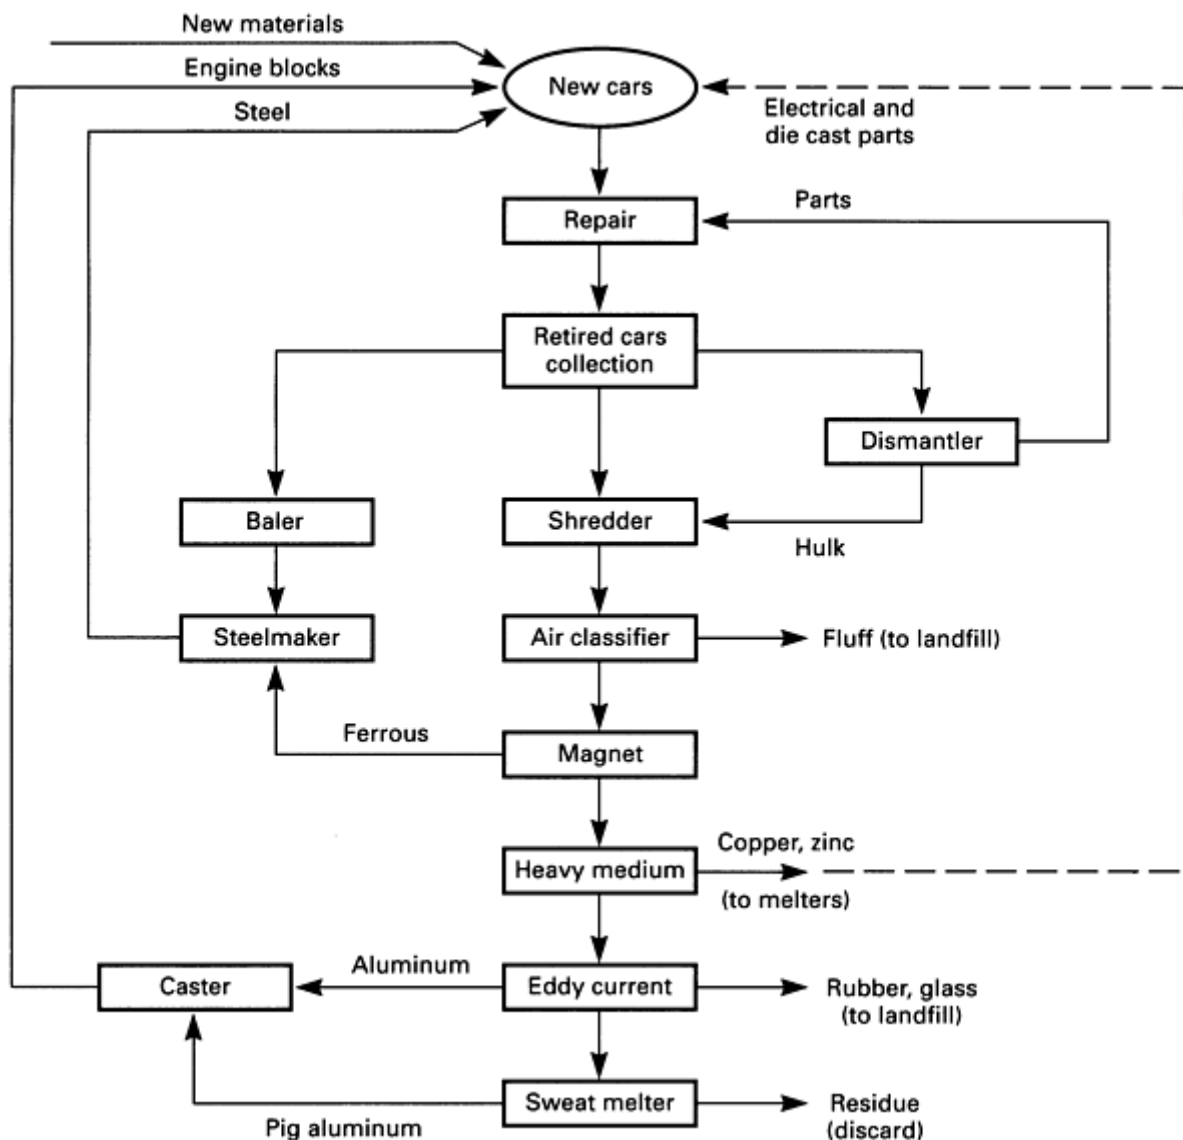 New materials
Engine blocks
New cars
Steel
Electrical and
die cast parts
Repair
Parts
Retired cars
collection
Dismantler
Baler
Shredder
Hulk
Steelmaker
Air classifier
Fluff (to landfill)
Ferrous
Magnet
Copper, zinc
Heavy medium
(to melters)
Aluminum
Caster
Eddy current
Rubber, glass
(to landfill)
Sweat melter
Residue
(discard)
Pig aluminum